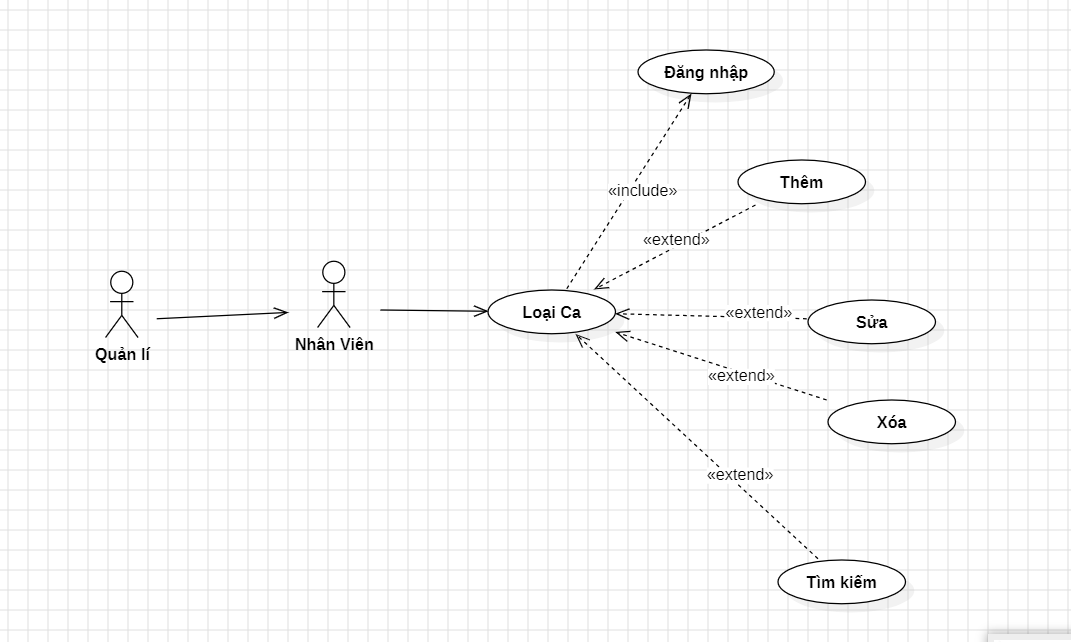 Đăng nhập
Thêm
«include»
«extend»
Quản lí
Nhân Viên
Loại Ca
«extend»
Sửa
«extend»
Xóa
«extend»
Tìm kiếm